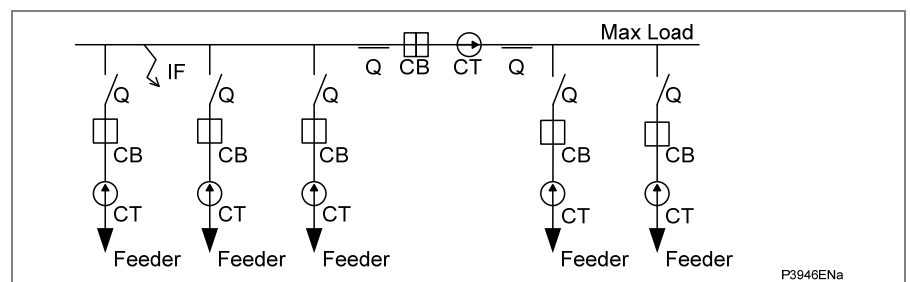 Max Load
IF Q CB CT Q
Q Q Q Q Q
CB CB CB CB CB
CT CT CT CT CT
Feeder Feeder Feeder Feeder Feeder
P3946ENa